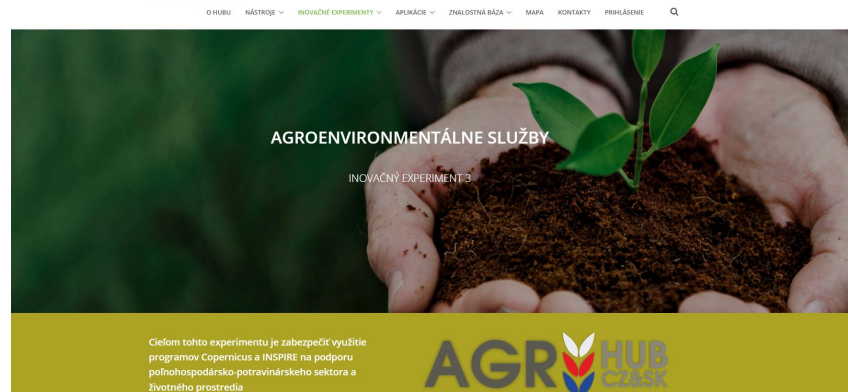 O HUBU NÁSTROJE INOVAČNÉ EXPERIMENTY APLIKÁCIE ZNALOSTNÁ BÁZA MAPA KONTAKTY PRIHLÁSENIE
AGROENVIRONMENTÁLNE SLUŽBY
INOVAČNÝ EXPERIMENT 3
Cieľom tohto experimentu je zabezpečiť využitie
programov Copernicus a INSPIRE na podporu
poľnohospodársko-potravinárskeho sektora a
životného prostredia
AGR HUB
CZ&SK